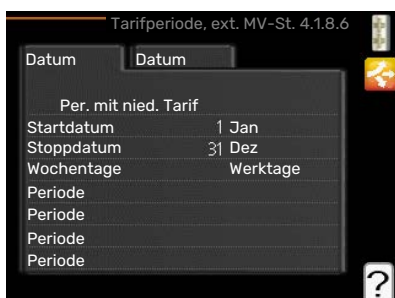 Tarifperiode, ext. MV-St. 4.1.8.6
Datum Datum
Per. mit nied. Tarif
Startdatum 1 Jan
Stoppdatum 31 Dez
Wochentage Werktage
Periode
Periode
Periode
Periode
?